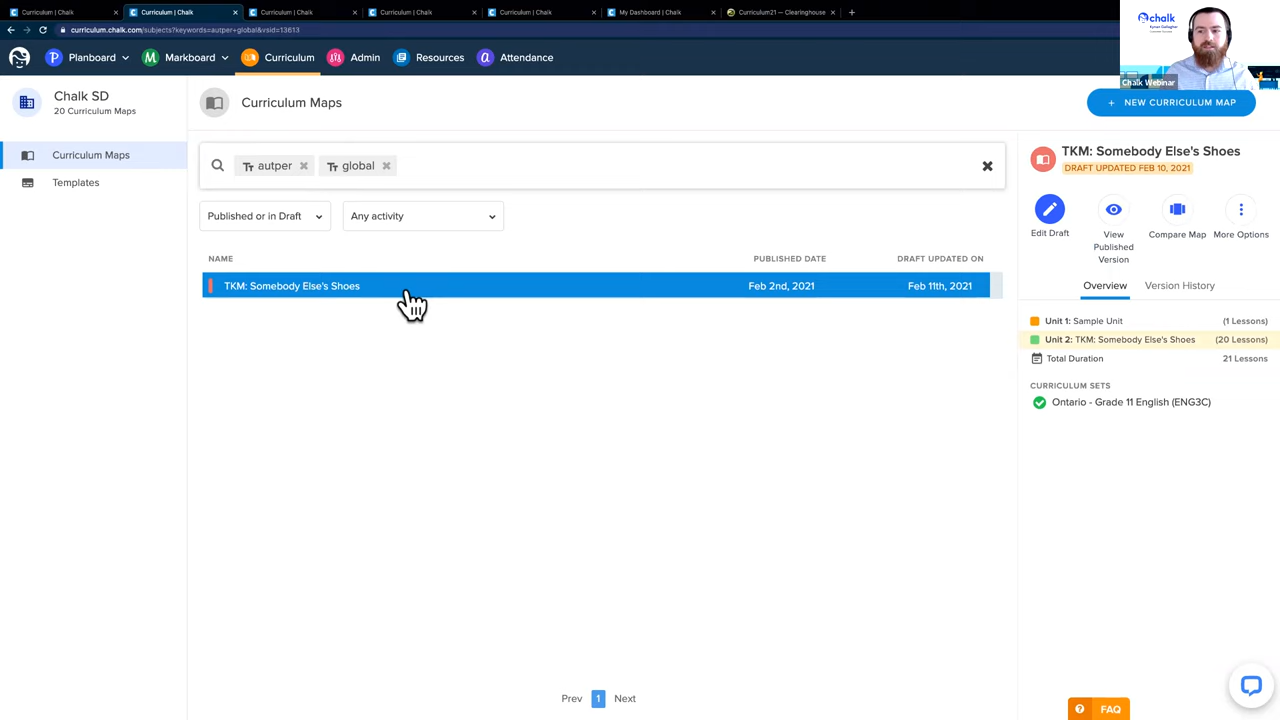 Curriculum | Chalk
Curriculum | Chalk
Curriculum | Chalk
Curriculum | Chalk
Curriculum | Chalk
My Dashboard | Chalk
Curriculum21 — Clearinghouse
curriculum.chalk.com/subjects?keywords=autper+global&vsid=13613
chalk
Chalk Webinar
Planboard
Markboard
Curriculum
Admin
Resources
Attendance
Chalk SD
20 Curriculum Maps
Curriculum Maps
+ NEW CURRICULUM MAP
Curriculum Maps
Templates
Tт autper
Tт global
Published or in Draft
Any activity
NAME
PUBLISHED DATE
DRAFT UPDATED ON
TKM: Somebody Else's Shoes
Feb 2nd, 2021
Feb 11th, 2021
TKM: Somebody Else's Shoes
DRAFT UPDATED FEB 10, 2021
Edit Draft
View
Published
Version
Compare Map
More Options
Overview
Version History
Unit 1: Sample Unit
(1 Lessons)
Unit 2: TKM: Somebody Else's Shoes
(20 Lessons)
Total Duration
21 Lessons
CURRICULUM SETS
Ontario - Grade 11 English (ENG3C)
Prev
1
Next
? FAQ